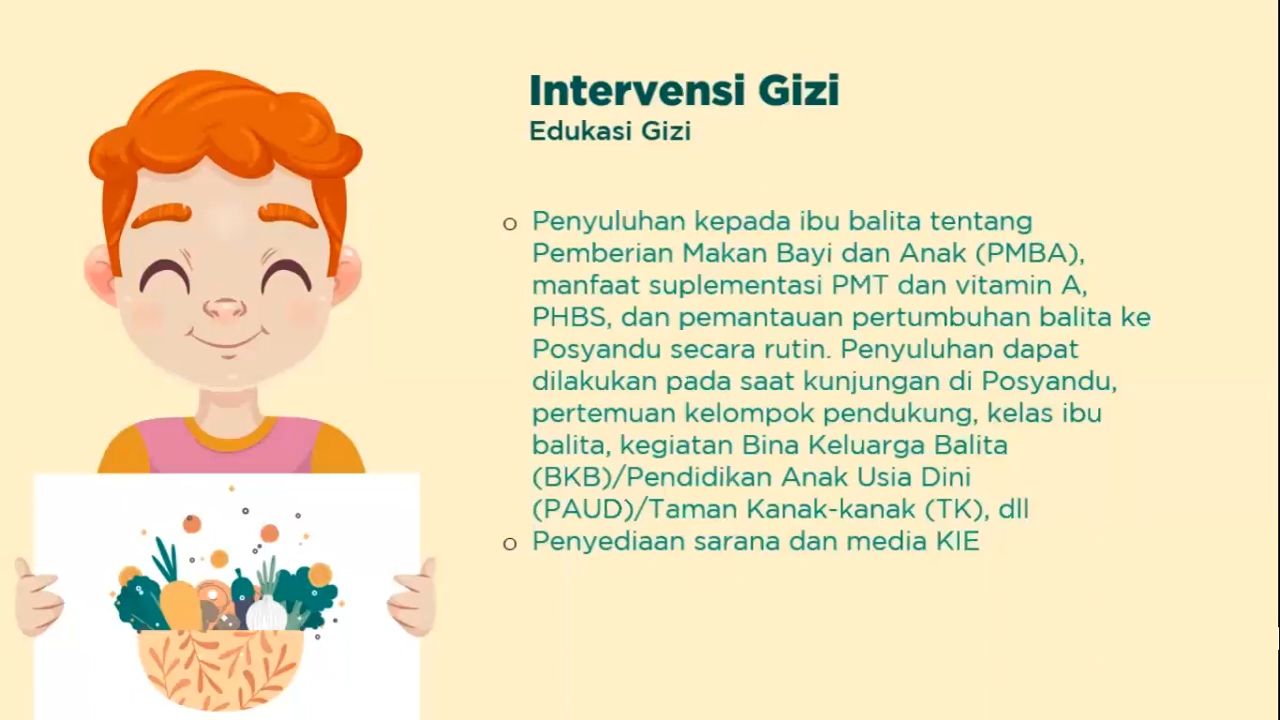 Intervensi Gizi
Edukasi Gizi
o Penyuluhan kepada ibu balita tentang
Pemberian Makan Bayi dan Anak (PMBA),
manfaat suplementasi PMT dan vitamin A,
PHBS, dan pemantauan pertumbuhan balita ke
Posyandu secara rutin. Penyuluhan dapat
dilakukan pada saat kunjungan di Posyandu,
pertemuan kelompok pendukung, kelas ibu
balita, kegiatan Bina Keluarga Balita
(BKB)/Pendidikan Anak Usia Dini
(PAUD)/Taman Kanak-kanak (TK), dll
o Penyediaan sarana dan media KIE